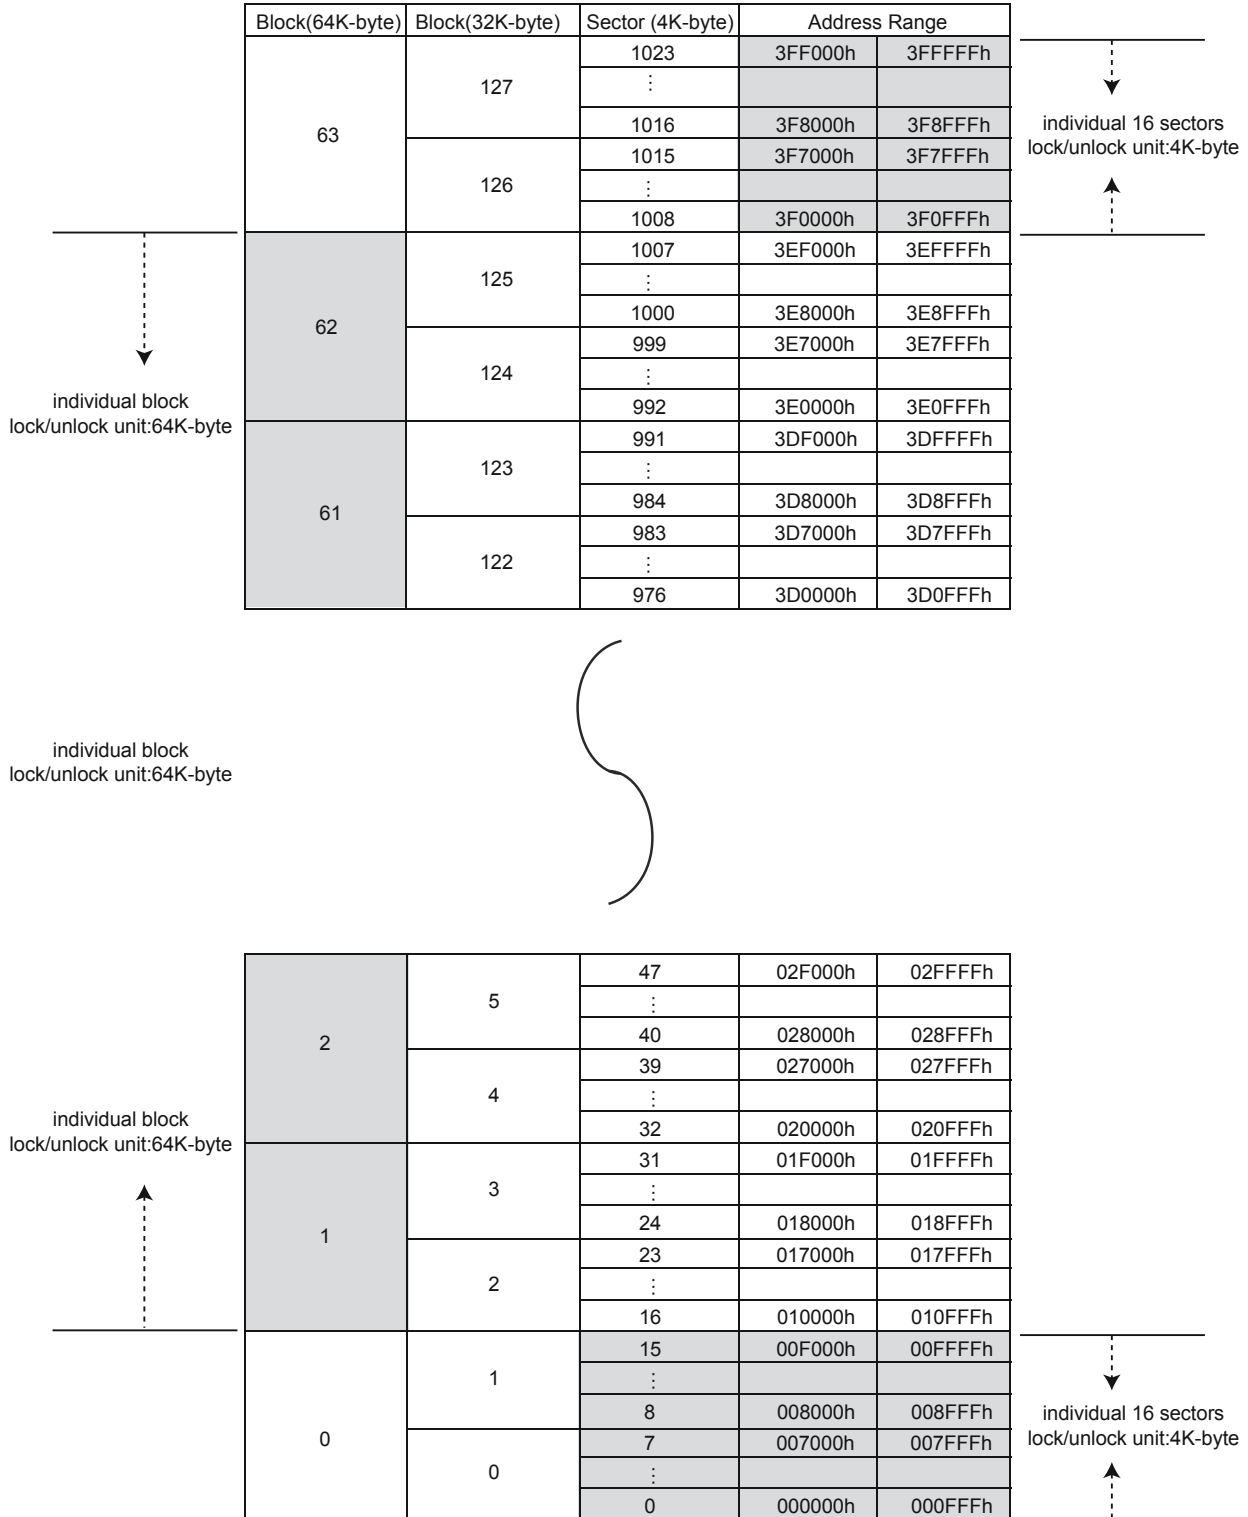 Block(64K-byte) Block(32K-byte) Sector (4K-byte) Address Range
63
127
1023 3FF000h 3FFFFFh
⋮
1016 3F8000h 3F8FFFh
126
1015 3F7000h 3F7FFFh
⋮
1008 3F0000h 3F0FFFh
individual 16 sectors
lock/unlock unit:4K-byte
62
125
1007 3EF000h 3EFFFFh
⋮
1000 3E8000h 3E8FFFh
124
999 3E7000h 3E7FFFh
⋮
992 3E0000h 3E0FFFh
individual block
lock/unlock unit:64K-byte
61
123
991 3DF000h 3DFFFFh
⋮
984 3D8000h 3D8FFFh
122
983 3D7000h 3D7FFFh
⋮
976 3D0000h 3D0FFFh
individual block
lock/unlock unit:64K-byte
2
5
47 02F000h 02FFFFh
⋮
40 028000h 028FFFh
4
39 027000h 027FFFh
⋮
32 020000h 020FFFh
individual block
lock/unlock unit:64K-byte
1
3
31 01F000h 01FFFFh
⋮
24 018000h 018FFFh
2
23 017000h 017FFFh
⋮
16 010000h 010FFFh
0
1
15 00F000h 00FFFFh
⋮
8 008000h 008FFFh
0
7 007000h 007FFFh
⋮
0 000000h 000FFFh
individual 16 sectors
lock/unlock unit:4K-byte